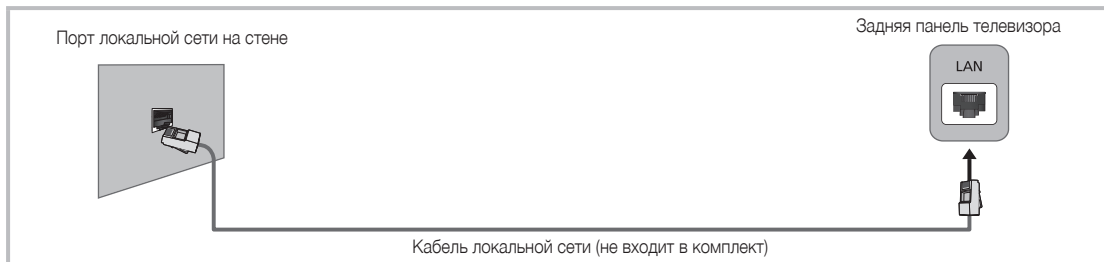 Порт локальной сети на стене
Задняя панель телевизора
LAN
Кабель локальной сети (не входит в комплект)